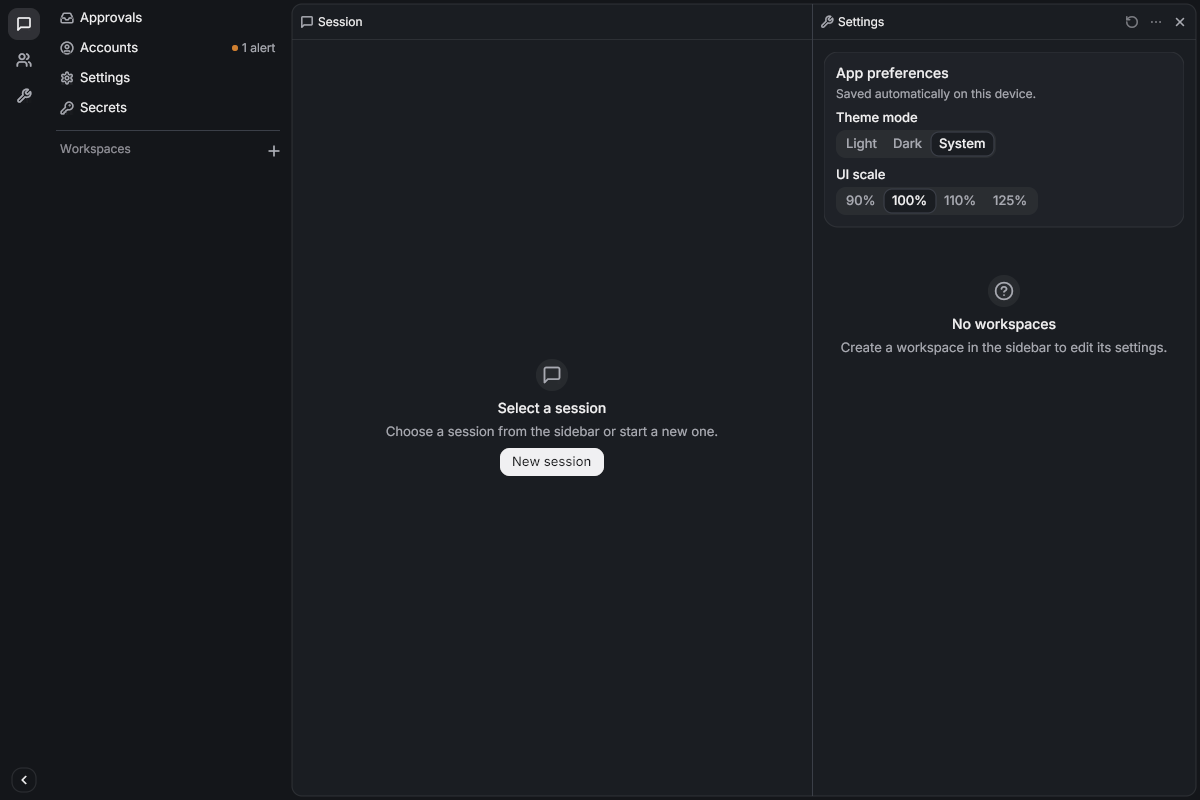 Approvals
Accounts
1 alert
Settings
Secrets
Workspaces
Session
Select a session
Choose a session from the sidebar or start a new one.
New session
Settings
App preferences
Saved automatically on this device.
Theme mode
Light Dark System
UI scale
90% 100% 110% 125%
No workspaces
Create a workspace in the sidebar to edit its settings.